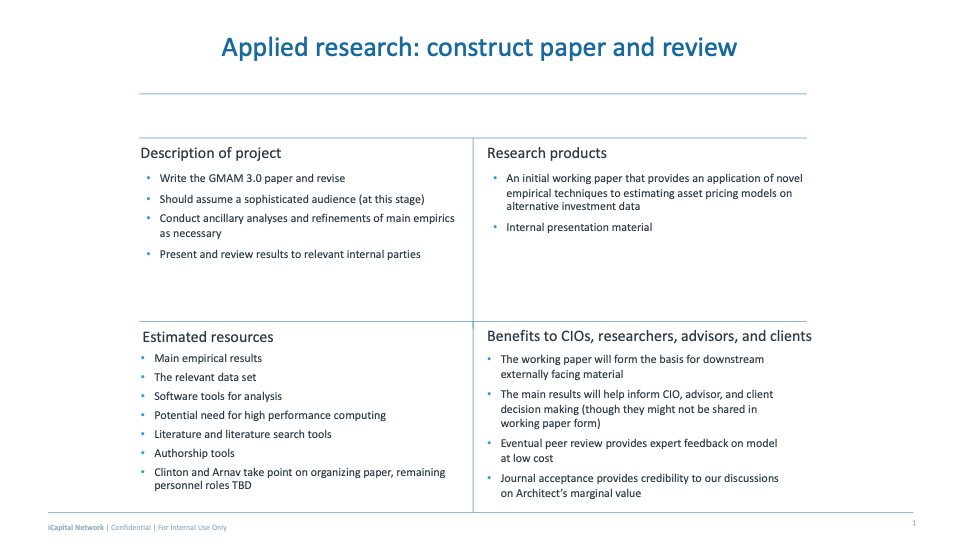 Applied research: construct paper and review
Description of project
• Write the GMAM 3.0 paper and revise
• Should assume a sophisticated audience (at this stage)
• Conduct ancillary analyses and refinements of main empirics
as necessary
• Present and review results to relevant internal parties
Research products
• An initial working paper that provides an application of novel
empirical techniques to estimating asset pricing models on
alternative investment data
• Internal presentation material
Estimated resources
• Main empirical results
• The relevant data set
• Software tools for analysis
• Potential need for high performance computing
• Literature and literature search tools
• Authorship tools
• Clinton and Arnav take point on organizing paper, remaining
personnel roles TBD
Benefits to CIOs, researchers, advisors, and clients
• The working paper will form the basis for downstream
externally facing material
• The main results will help inform CIO, advisor, and client
decision making (though they might not be shared in
working paper form)
• Eventual peer review provides expert feedback on model
at low cost
• Journal acceptance provides credibility to our discussions
on Architect’s marginal value
iCapital Network | Confidential | For Internal Use Only
1